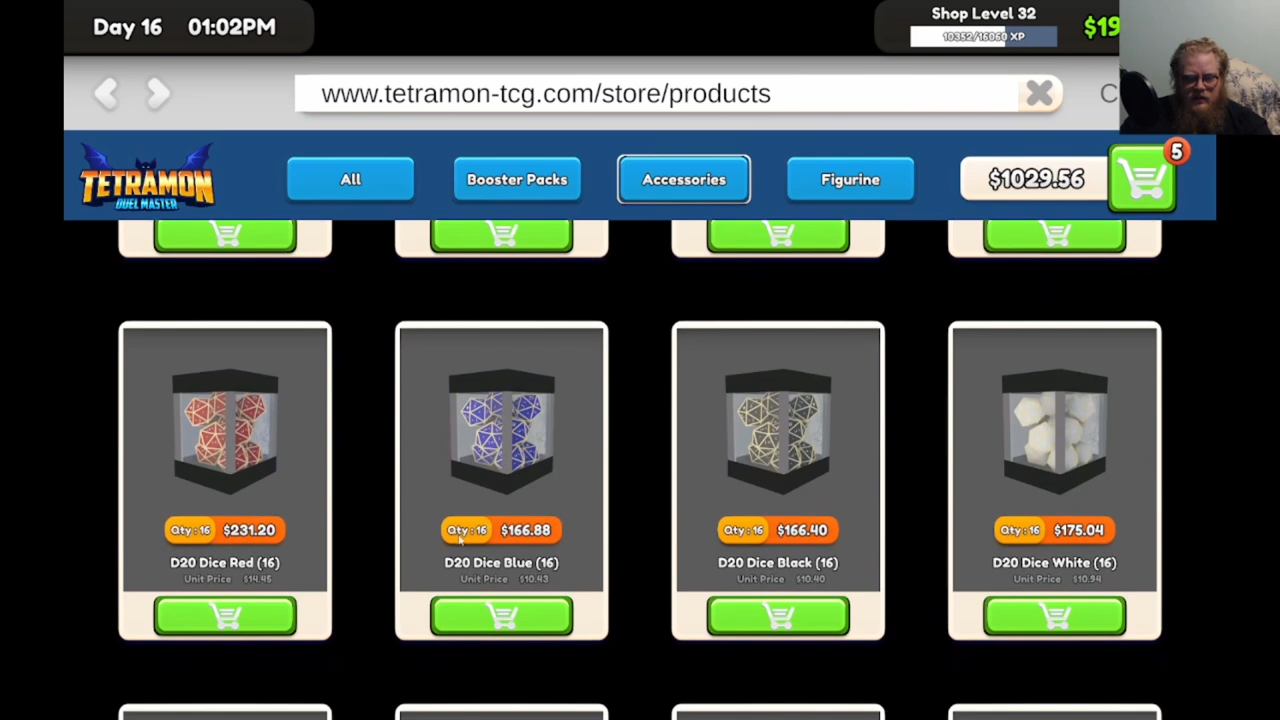 Day 16 01:02PM
Shop Level 32
10352/16060 XP
$19
www.tetramon-tcg.com/store/products
C
TETRAMON
DUEL MASTER
All
Booster Packs
Accessories
Figurine
$1029.56
5
Qty : 16 $231.20
D20 Dice Red (16)
Unit Price $14.45
Qty : 16 $166.88
D20 Dice Blue (16)
Unit Price $10.43
Qty : 16 $166.40
D20 Dice Black (16)
Unit Price $10.40
Qty : 16 $175.04
D20 Dice White (16)
Unit Price $10.94